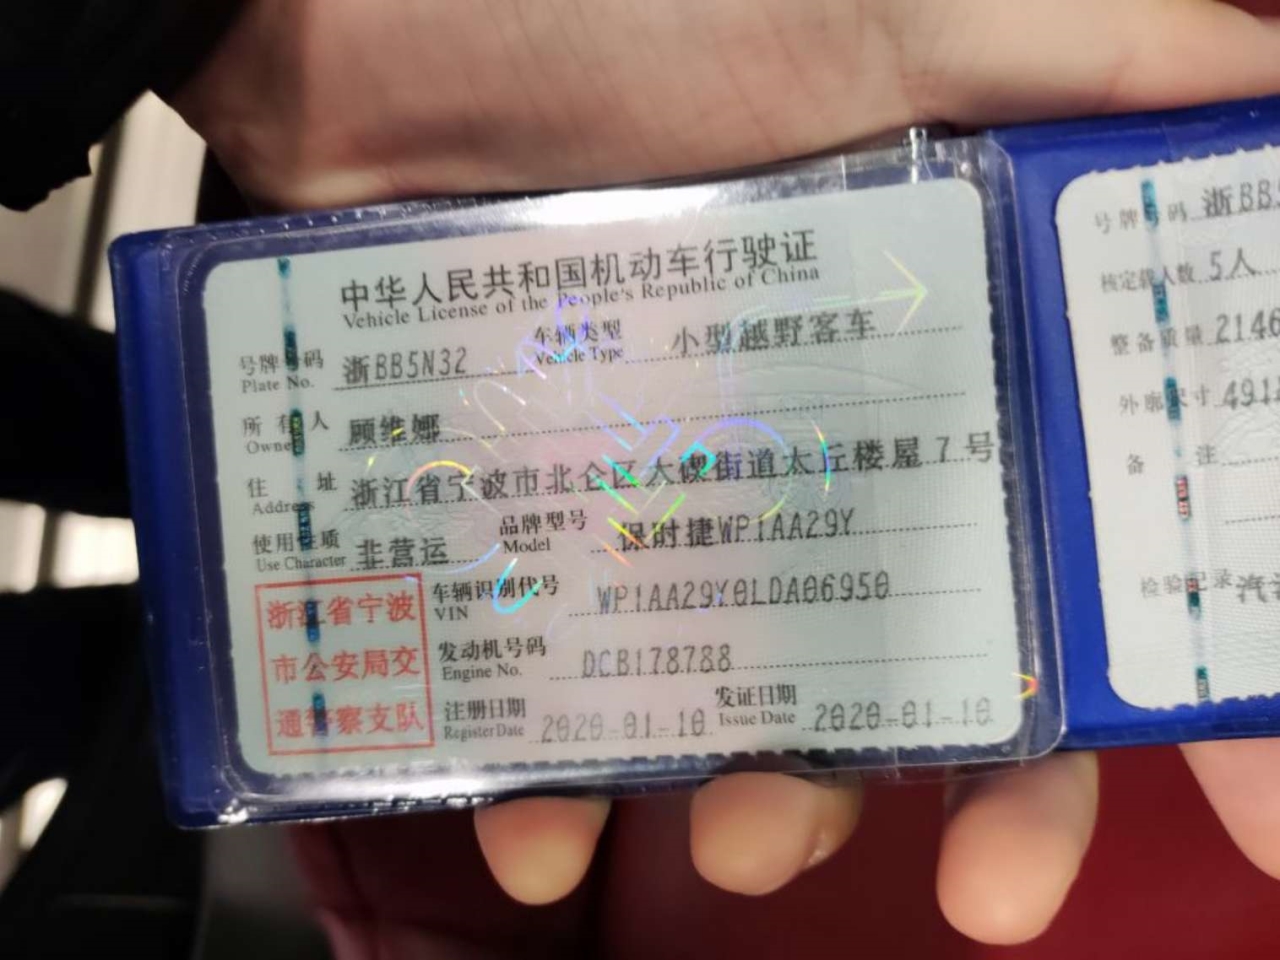 中华人民共和国机动车行驶证
Vehicle License of the People's Republic of China
号牌号码 浙BB5N32 车辆类型 小型越野客车
Plate No. Vehicle Type
所有人 顾维娜
Owner
住址 浙江省宁波市北仑区大碶街道太丘楼屋7号
Address
使用性质 非营运 品牌型号 保时捷WP1AA29Y
Use Character Model
车辆识别代号 WP1AA29Y0LDA06950
VIN
发动机号码 DCB178788
Engine No.
注册日期 2020-01-10 发证日期 2020-01-10
Register Date Issue Date
浙江省宁波
市公安局交
通警察支队
号牌号码 浙BB
核定载人数 5人
整备质量 2146
外廓尺寸 491
备注
检验记录 汽